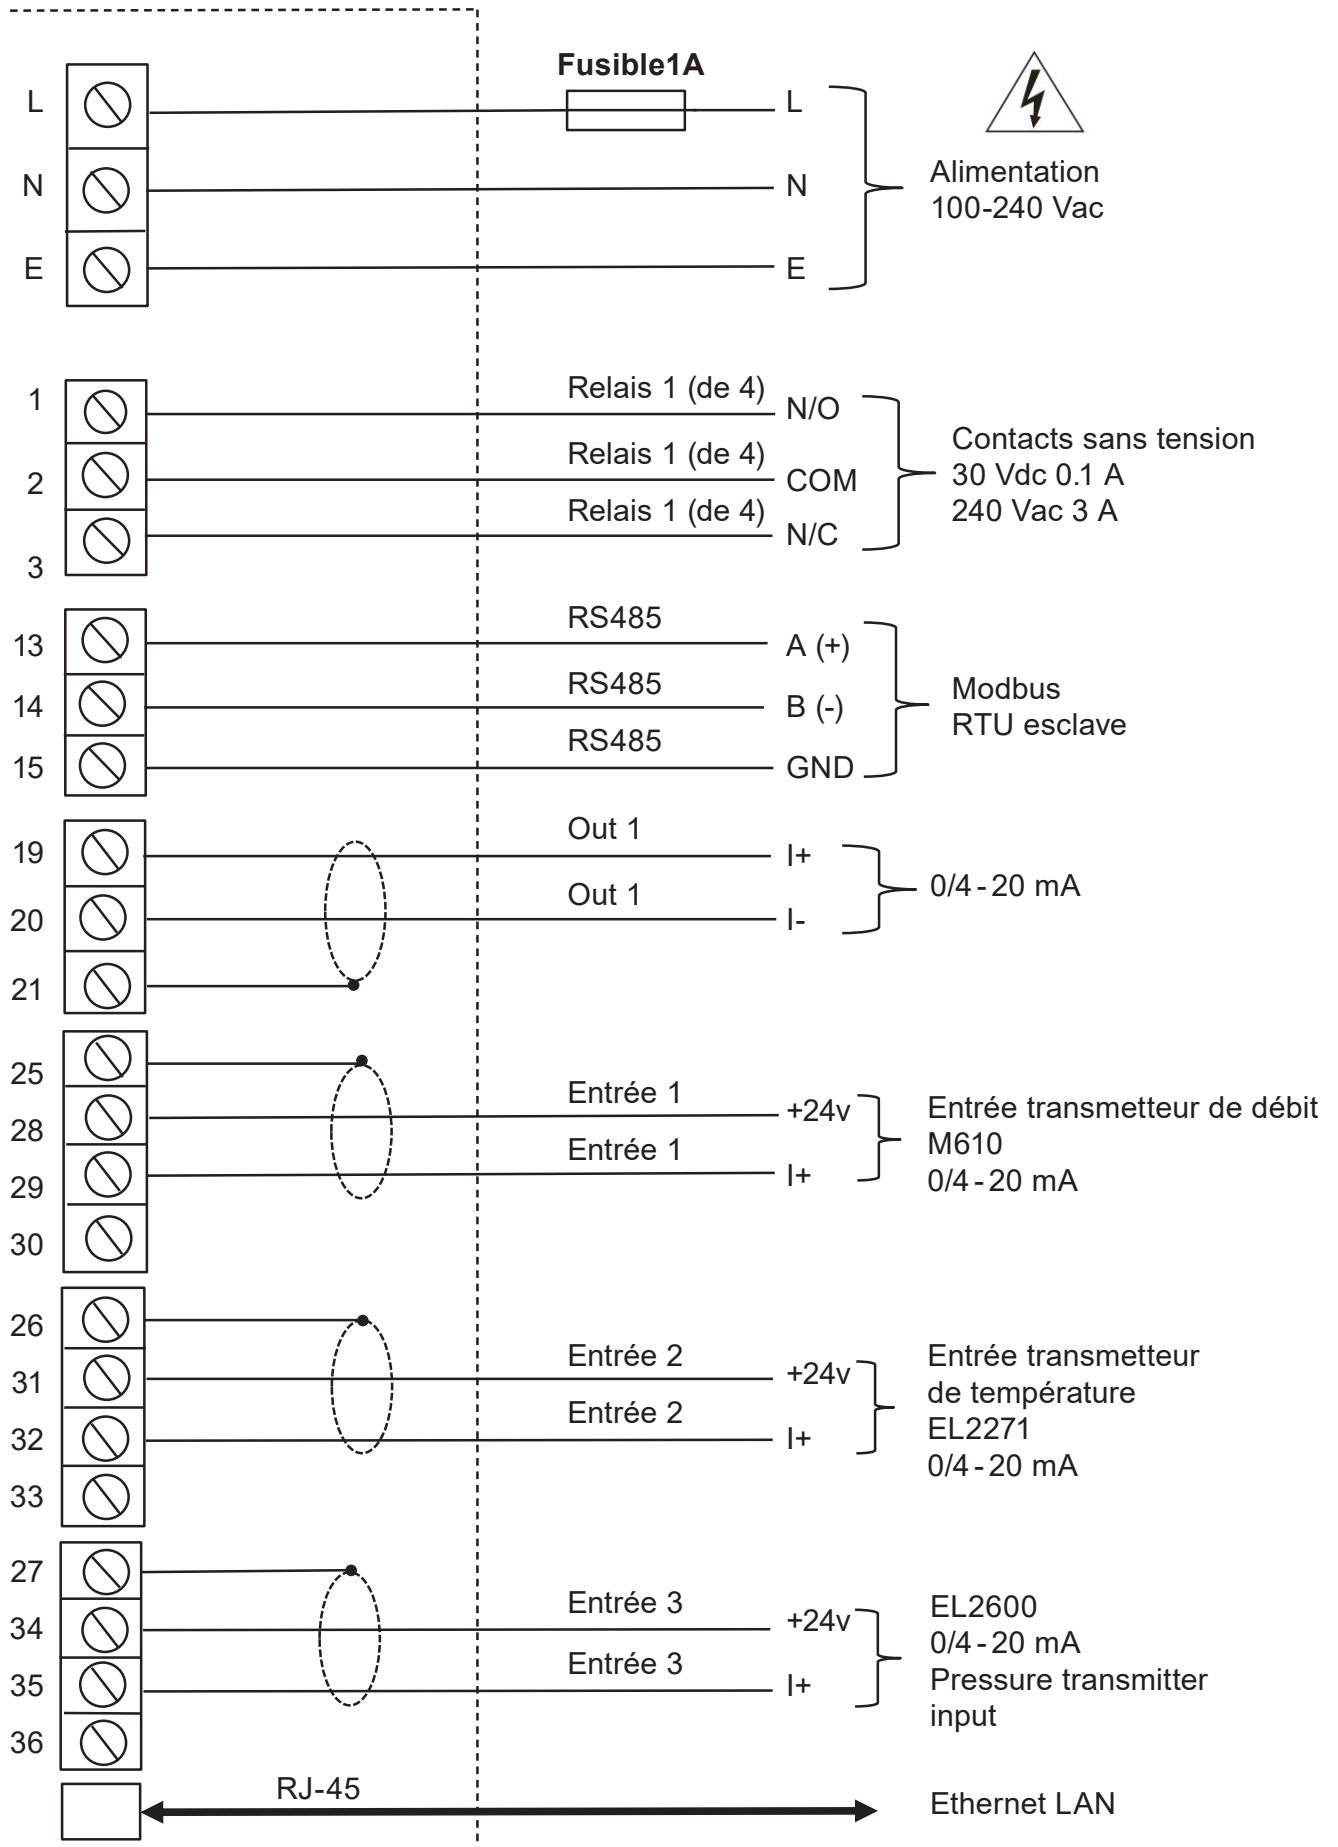 Fusible1A
L
L
N
N
E
E
Alimentation
100-240 Vac
1
Relais 1 (de 4)
N/O
2
Relais 1 (de 4)
COM
3
Relais 1 (de 4)
N/C
Contacts sans tension
30 Vdc 0.1 A
240 Vac 3 A
13
RS485
A (+)
14
RS485
B (-)
15
RS485
GND
Modbus
RTU esclave
19
Out 1
I+
20
Out 1
I-
21
0/4-20 mA
25
28
Entrée 1
+24v
29
Entrée 1
I+
30
Entrée transmetteur de débit
M610
0/4-20 mA
26
31
Entrée 2
+24v
32
Entrée 2
I+
33
Entrée transmetteur
de température
EL2271
0/4-20 mA
27
34
Entrée 3
+24v
35
Entrée 3
I+
36
EL2600
0/4-20 mA
Pressure transmitter
input
RJ-45
Ethernet LAN